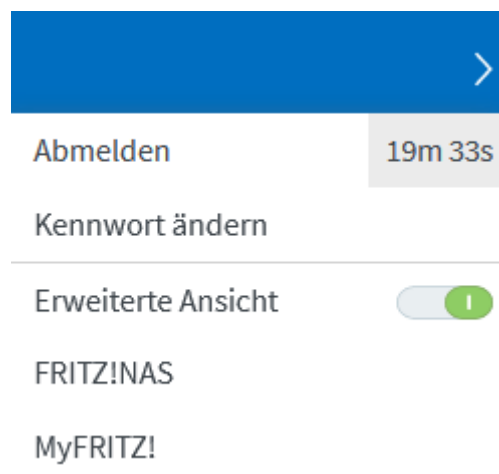 Abmelden 19m 33s
Kennwort ändern
Erweiterte Ansicht
FRITZ!NAS
MyFRITZ!